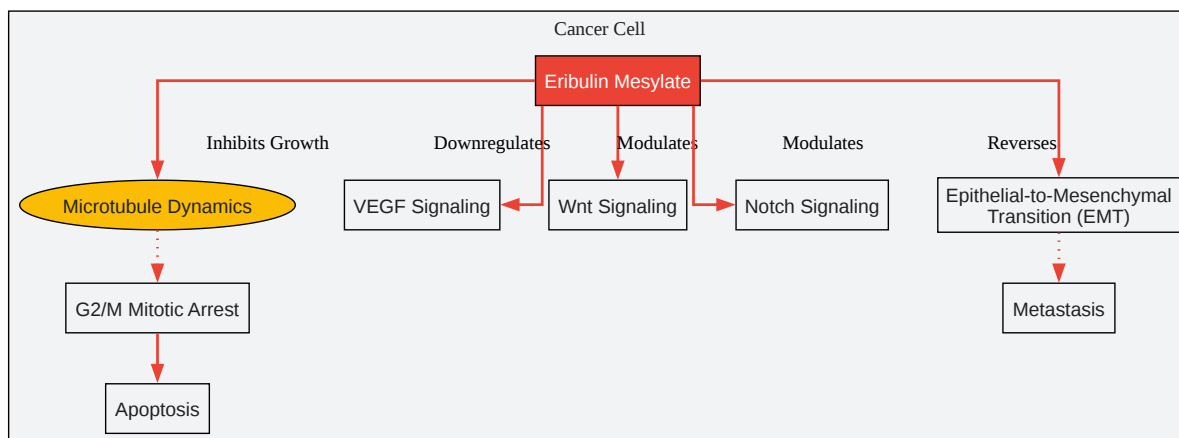 Cancer Cell
Eribulin Mesylate
Inhibits Growth
Downregulates
Modulates
Modulates
Reverses
Microtubule Dynamics
VEGF Signaling
Wnt Signaling
Notch Signaling
Epithelial-to-Mesenchymal
Transition (EMT)
G2/M Mitotic Arrest
Metastasis
Apoptosis